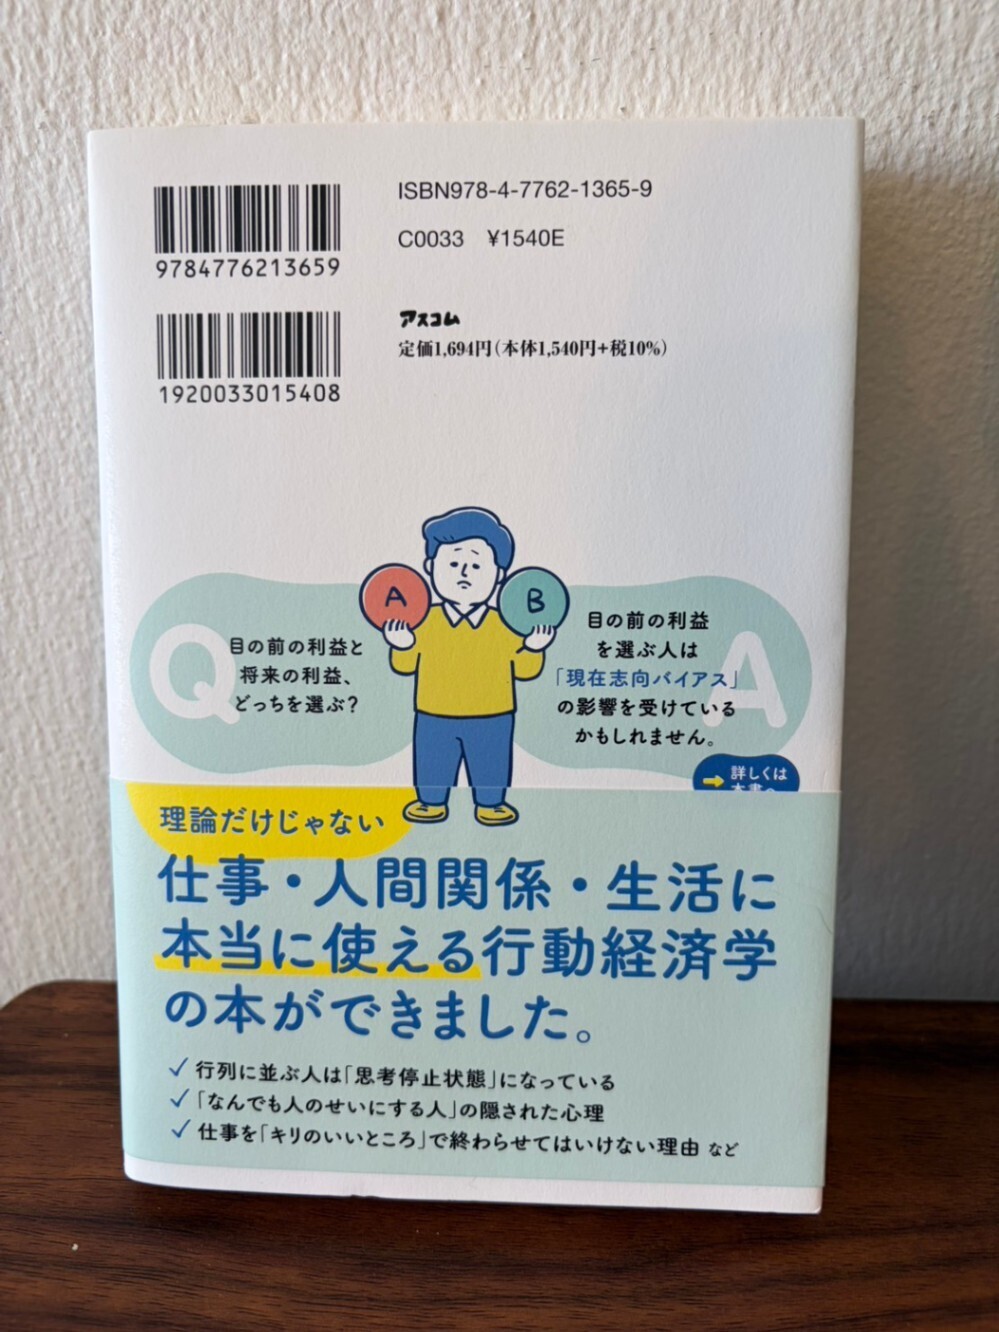 ISBN978-4-7762-1365-9
C0033 ¥1540E
9784776213659
アスコム
定価1,694円(本体1,540円+税10%)
1920033015408
A
B
Q
目の前の利益と
将来の利益、
どっちを選ぶ?
A
目の前の利益
を選ぶ人は
「現在志向バイアス」
の影響を受けている
かもしれません。
→ 詳しくは
理論だけじゃない
仕事・人間関係・生活に
本当に使える行動経済学
の本ができました。
✓ 行列に並ぶ人は「思考停止状態」になっている
✓ 「なんでも人のせいにする人」の隠された心理
✓ 仕事を「キリのいいところ」で終わらせてはいけない理由 など